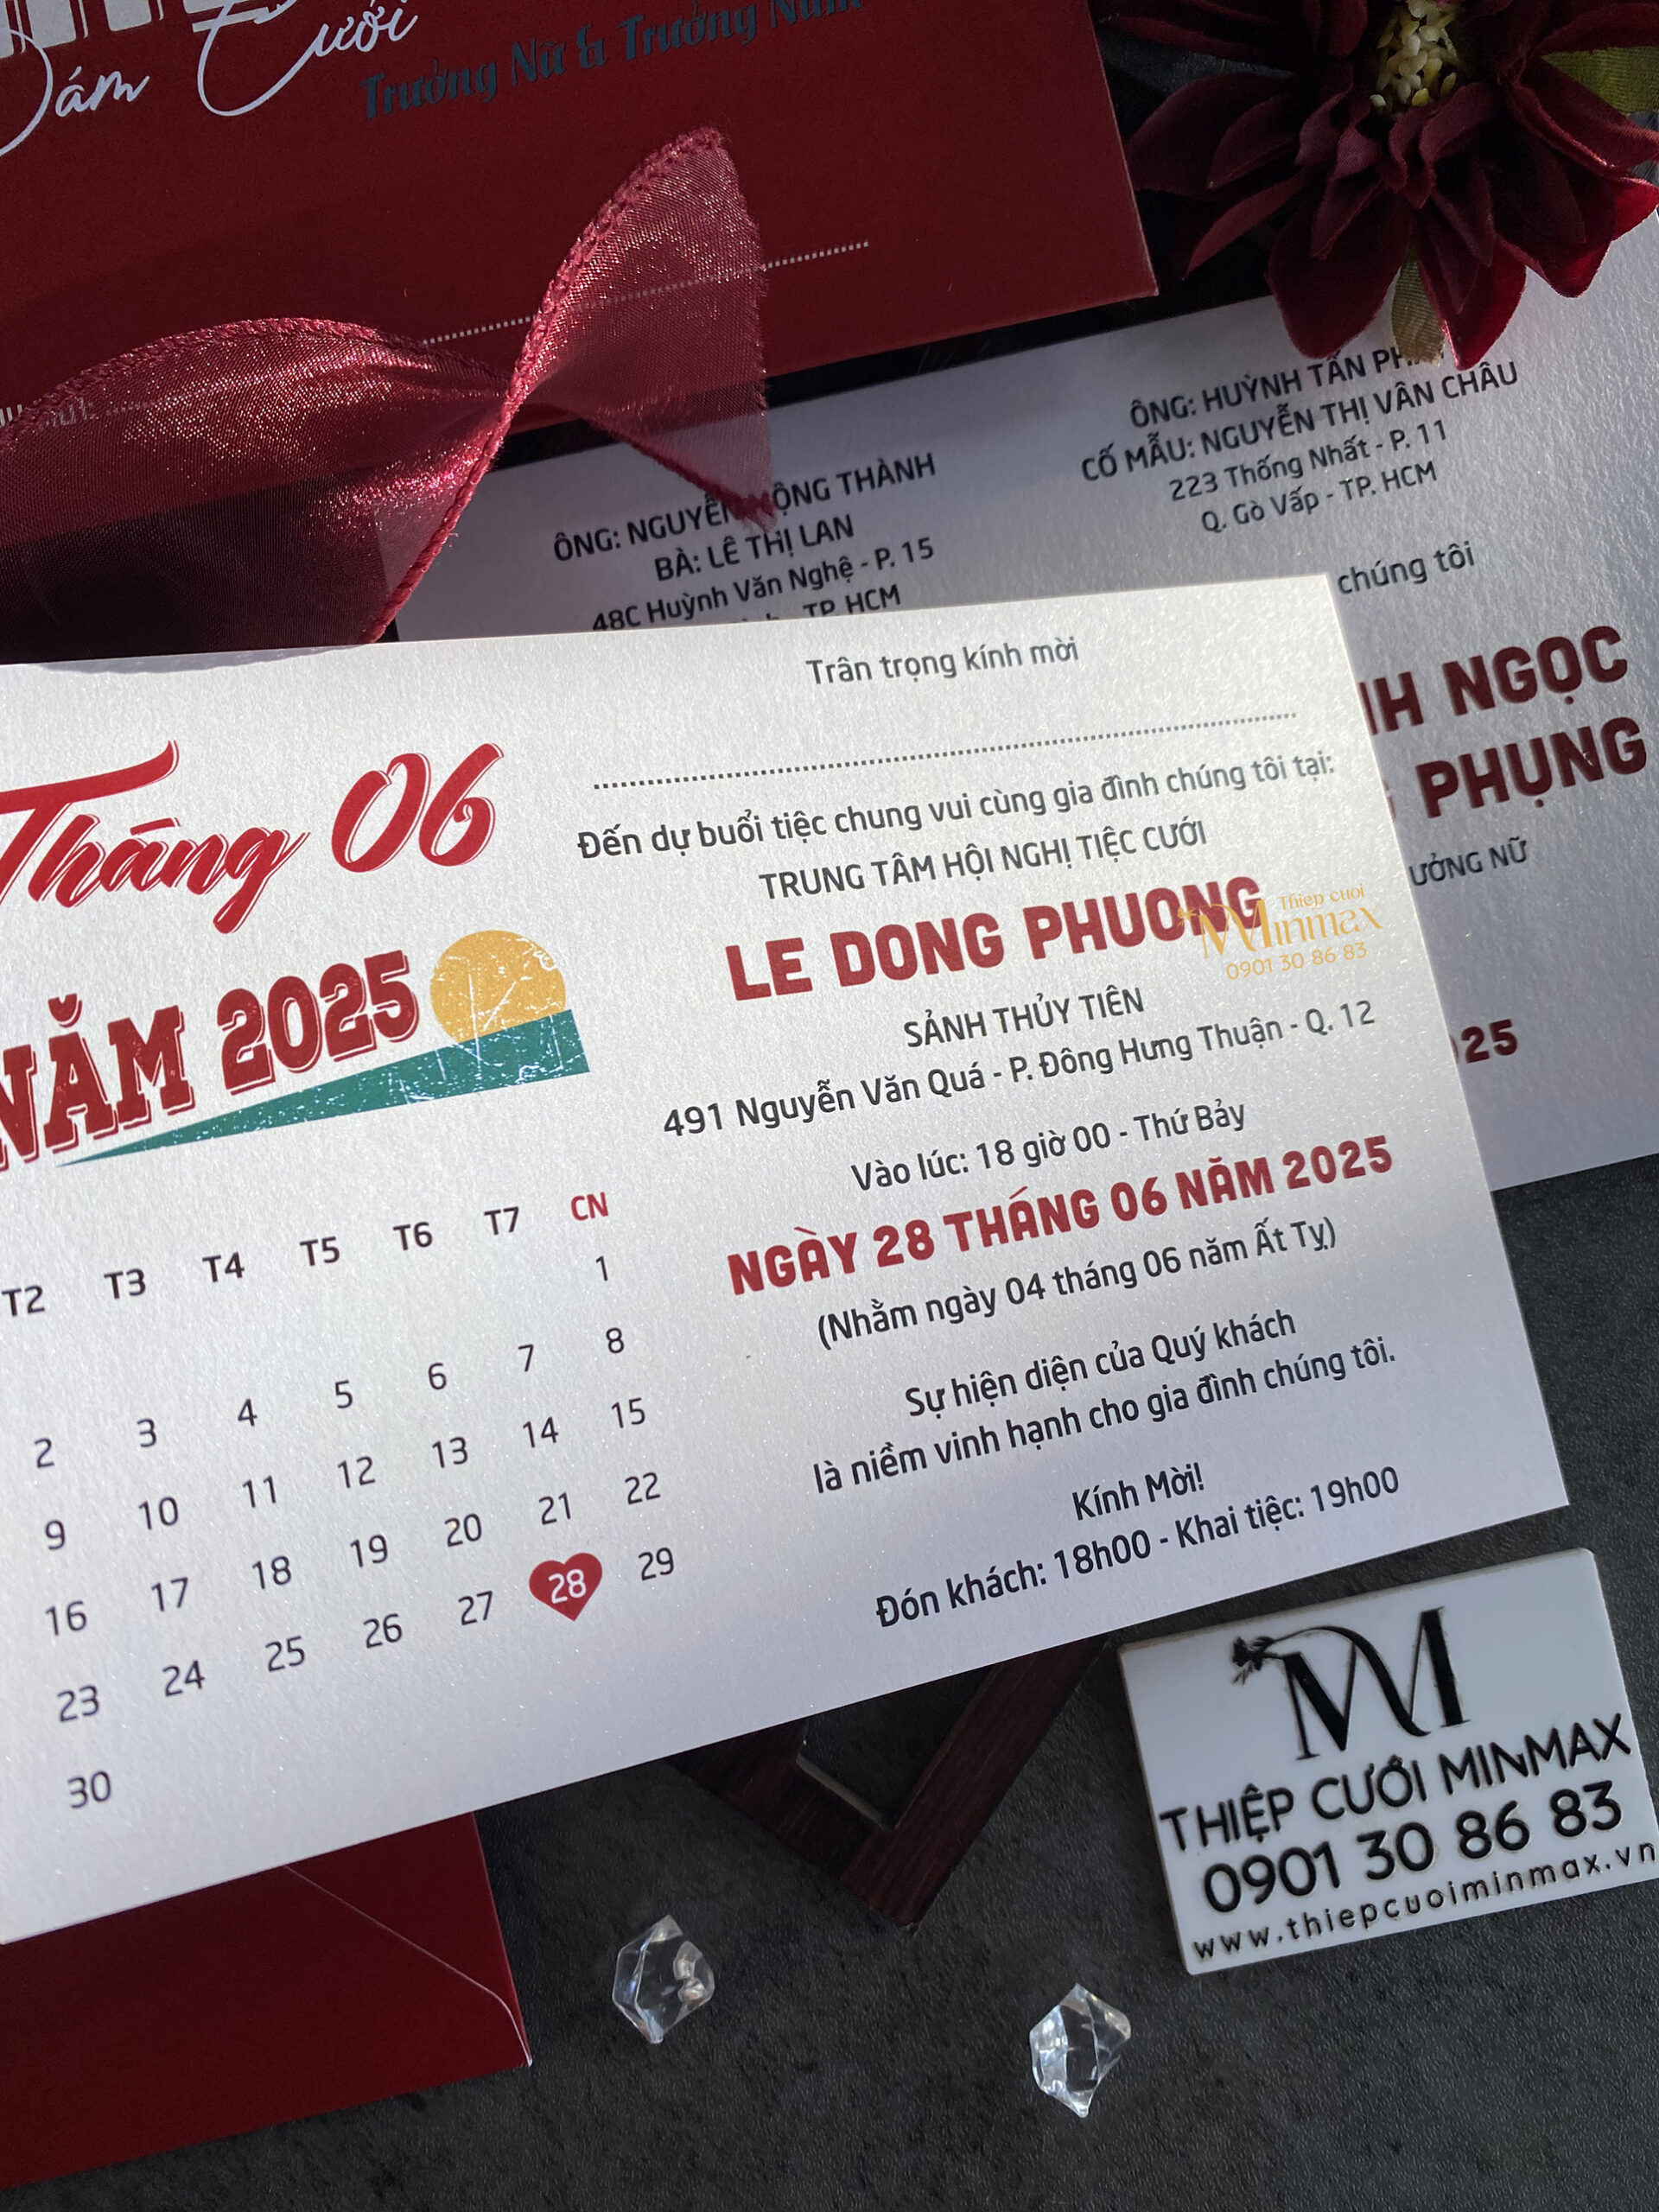 Đám Cưới
Trưởng Nữ & Trưởng Nam
ÔNG: HUỲNH TẤN
CỐ MẪU: NGUYỄN THỊ VÂN CHÂU
223 Thống Nhất - P. 11
Q. Gò Vấp - TP. HCM
ÔNG: NGUYỄN MỘNG THÀNH
BÀ: LÊ THỊ LAN
48C Huỳnh Văn Nghệ - P. 15
TP. HCM
chúng tôi
NGỌC
PHỤNG
Trân trọng kính mời
Đến dự buổi tiệc chung vui cùng gia đình chúng tôi tại:
TRUNG TÂM HỘI NGHỊ TIỆC CƯỚI
LE DONG PHUONG
SẢNH THỦY TIÊN
491 Nguyễn Văn Quá - P. Đông Hưng Thuận - Q. 12
Vào lúc: 18 giờ 00 - Thứ Bảy
NGÀY 28 THÁNG 06 NĂM 2025
(Nhằm ngày 04 tháng 06 năm Ất Tỵ)
Sự hiện diện của Quý khách
là niềm vinh hạnh cho gia đình chúng tôi.
Kính Mời!
Đón khách: 18h00 - Khai tiệc: 19h00
Thiep cuoi
Minmax
0901 30 86 83
Tháng 06
NĂM 2025
T2 T3 T4 T5 T6 T7 CN
1
2 3 4 5 6 7 8
9 10 11 12 13 14 15
16 17 18 19 20 21 22
23 24 25 26 27 28 29
30
M
THIỆP CƯỚI MINMAX
0901 30 86 83
www.thiepcuoiminmax.vn